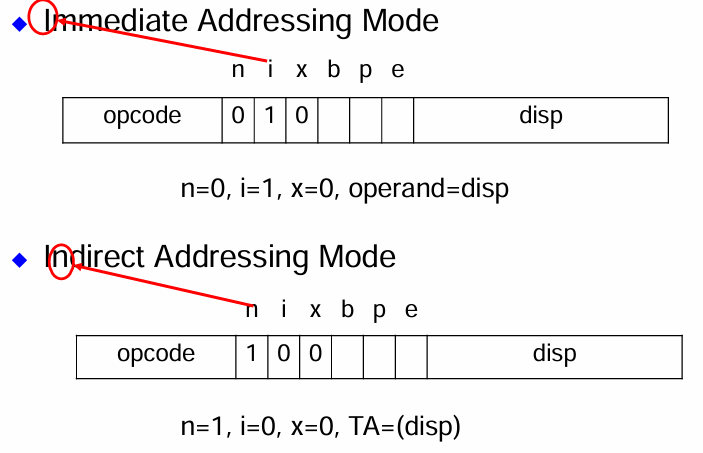 Immediate Addressing Mode
n i x b p e
opcode 0 1 0 disp
n=0, i=1, x=0, operand=disp
Indirect Addressing Mode
n i x b p e
opcode 1 0 0 disp
n=1, i=0, x=0, TA=(disp)